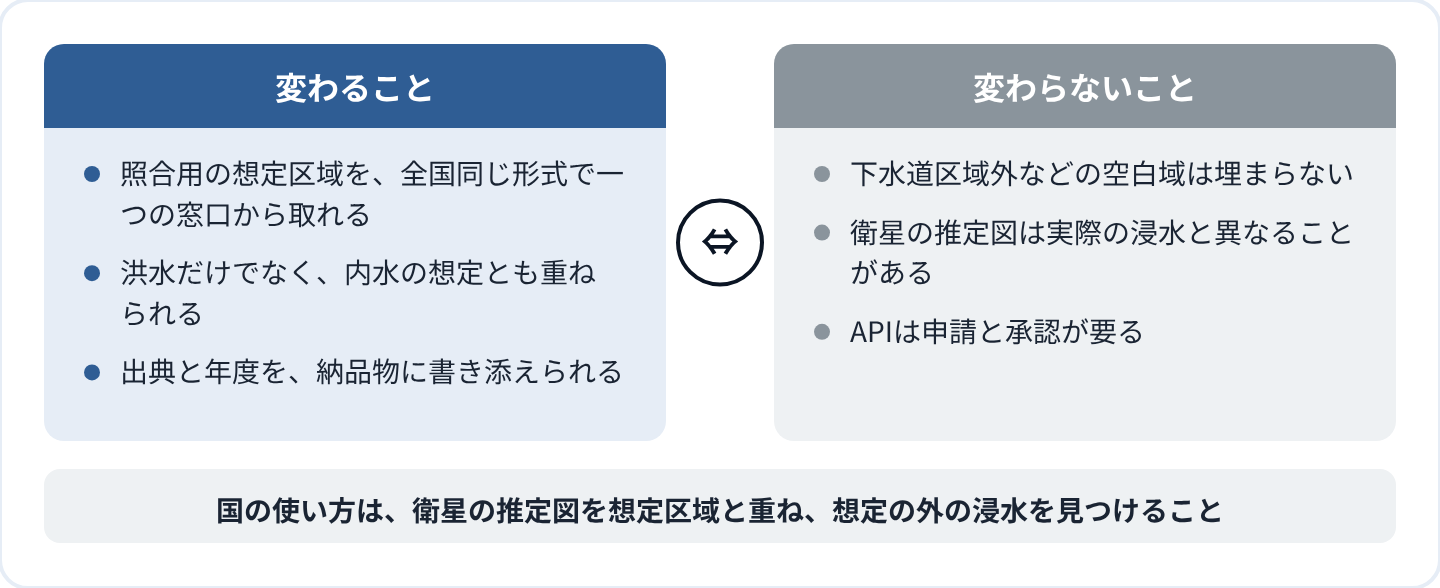 変わること
照合用の想定区域を、全国同じ形式で一
つの窓口から取れる
洪水だけでなく、内水の想定とも重ね
られる
出典と年度を、納品物に書き添えられる
⇔
変わらないこと
下水道区域外などの空白域は埋まらない
衛星の推定図は実際の浸水と異なること
がある
APIは申請と承認が要る
国の使い方は、衛星の推定図を想定区域と重ね、想定の外の浸水を見つけること